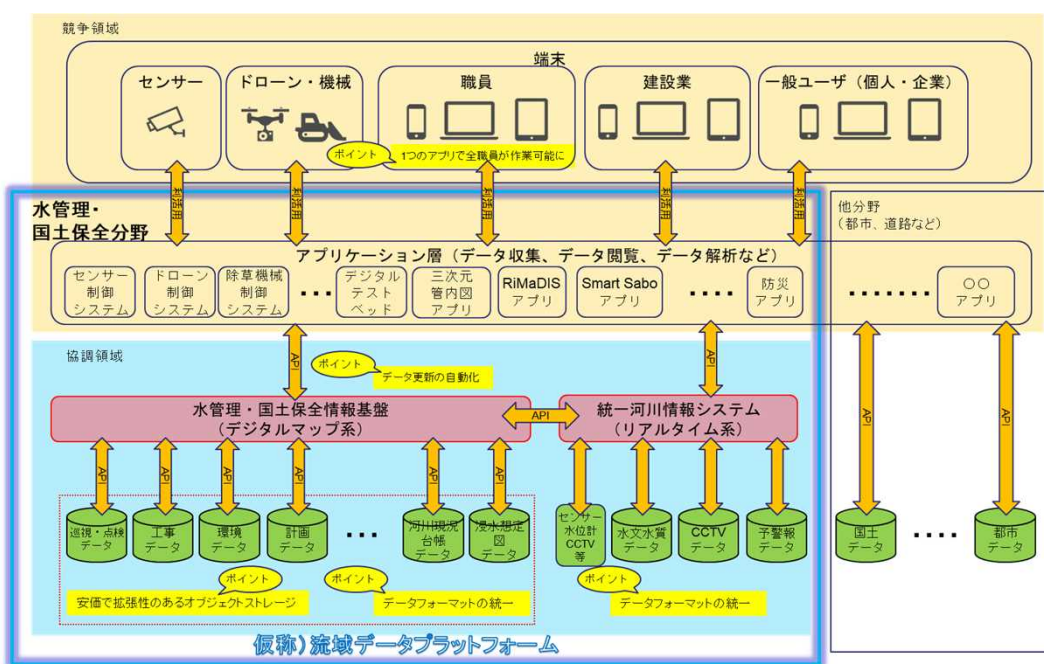 競争領域
端末
センサー
ドローン・機械
職員
建設業
一般ユーザ（個人・企業）
ポイント
1つのアプリで全職員が作業可能に
利活用
利活用
利活用
利活用
利活用
水管理・
国土保全分野
他分野
（都市、道路など）
アプリケーション層（データ収集、データ閲覧、データ解析など）
センサー
制御
システム
ドローン
制御
システム
除草機械
制御
システム
・・・
デジタル
テスト
ベッド
三次元
管内図
アプリ
RiMaDIS
アプリ
Smart Sabo
アプリ
・・・・
防災
アプリ
・・・・・・・
〇〇
アプリ
協調領域
API
ポイント
データ更新の自動化
API
API
API
水管理・国土保全情報基盤
（デジタルマップ系）
API
統一河川情報システム
（リアルタイム系）
API
API
API
API
API
API
巡視・点検
データ
工事
データ
環境
データ
計画
データ
・・・
河川現況
台帳
データ
浸水想定
図データ
センサー
水位計
CCTV
等
水文水質
データ
CCTV
データ
予警報
データ
国土
データ
・・・・
都市
データ
ポイント
安価で拡張性のあるオブジェクトストレージ
ポイント
データフォーマットの統一
ポイント
データフォーマットの統一
仮称）流域データプラットフォーム